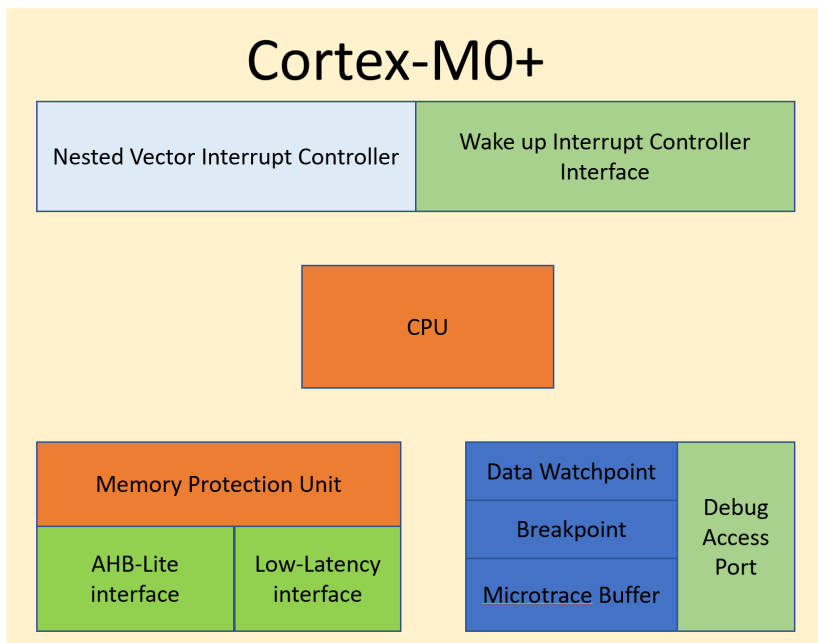 Cortex-M0+
Nested Vector Interrupt Controller
Wake up Interrupt Controller
Interface
CPU
Memory Protection Unit
AHB-Lite
interface
Low-Latency
interface
Data Watchpoint
Breakpoint
Microtrace Buffer
Debug
Access
Port